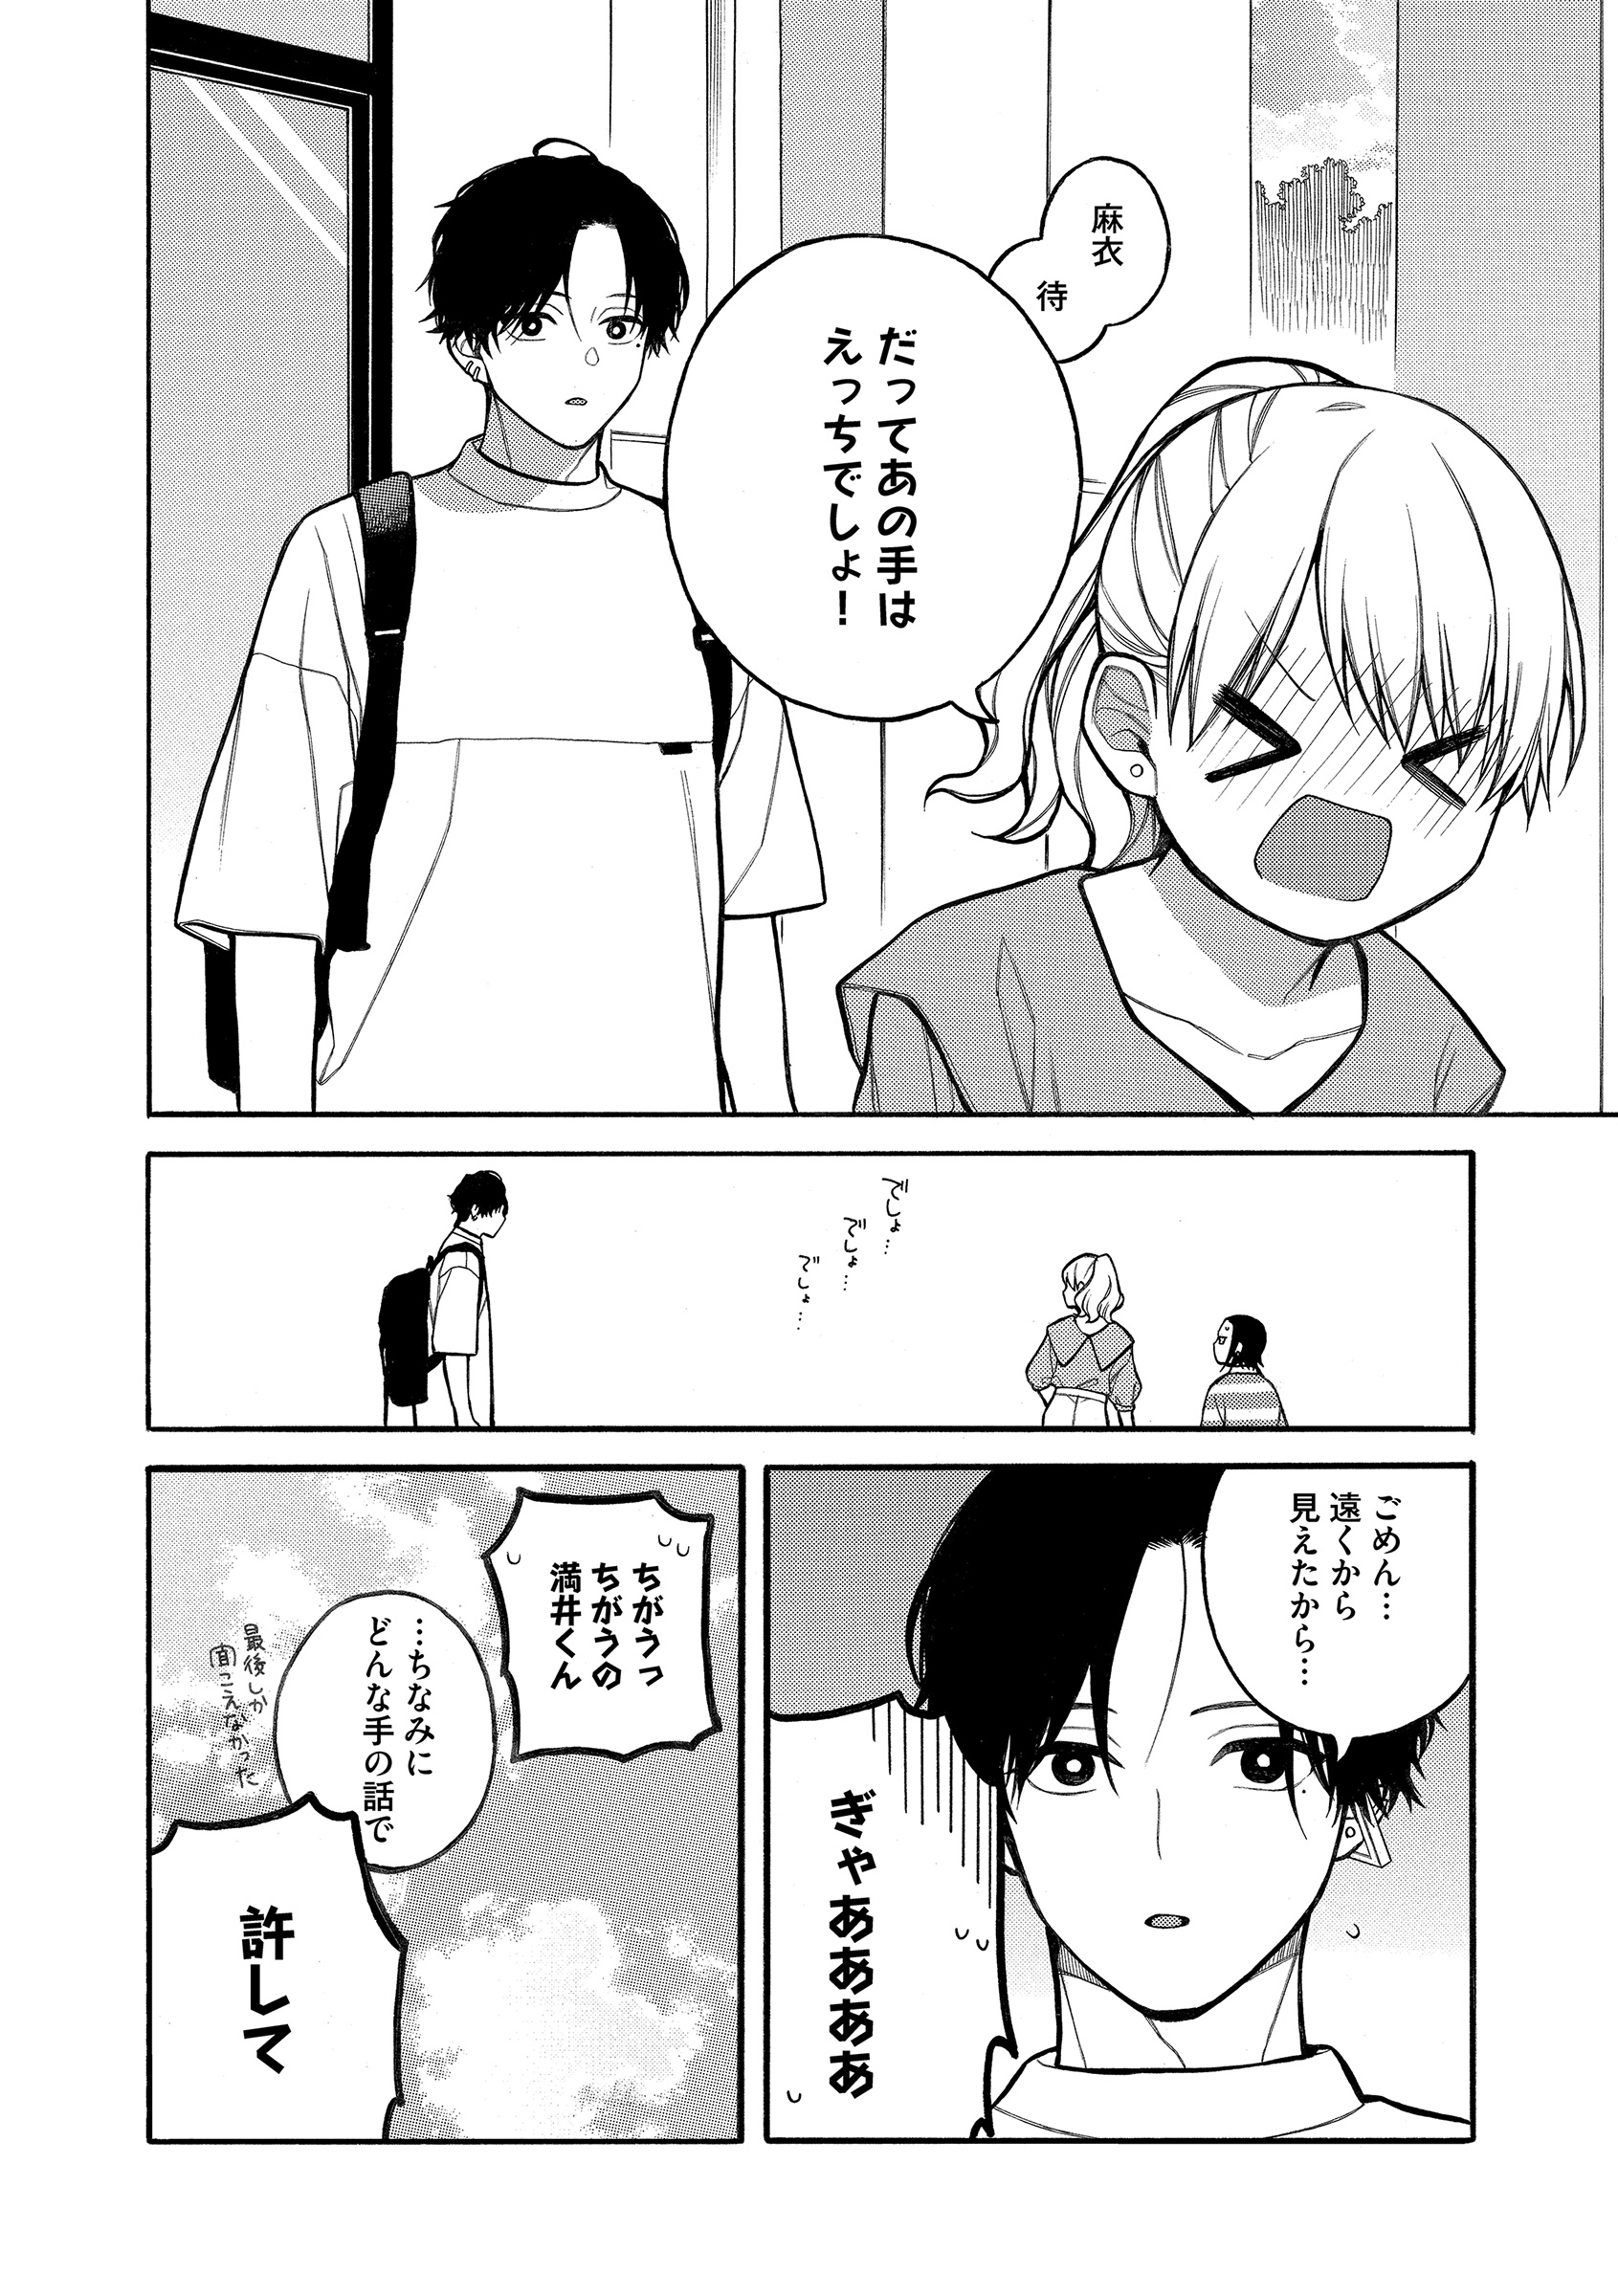 麻衣
待
だってあの手は
えっちでしょ!
でしょ…
でしょ…
でしょ…
ごめん…
遠くから
見えたから…
ぎゃああああ
ちがうっ
ちがうの
満井くん
…ちなみに
どんな手の話で
最後しか
聞こえなかった
許して